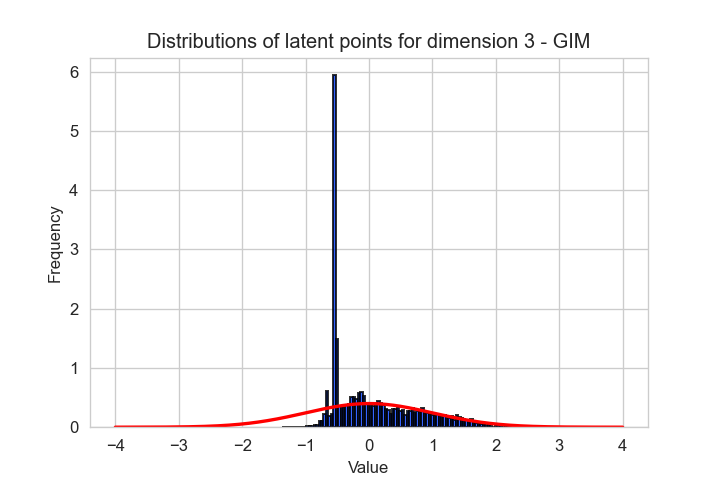 Distributions of latent points for dimension 3 - GIM
6
5
4
3
2
1
0
Frequency
−4 −3 −2 −1 0 1 2 3 4
Value